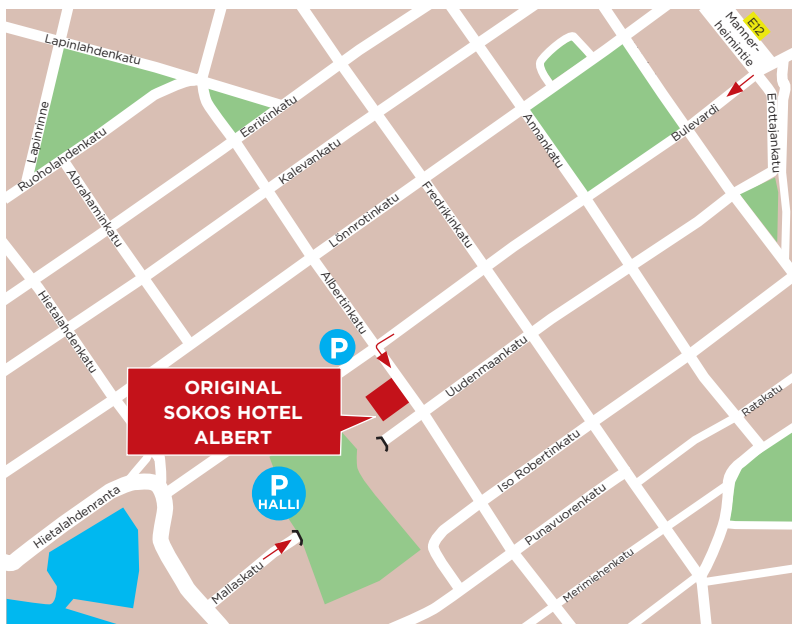 Lapinlahdenkatu
E12
Manner-
heimintie
Lapinrinne
Eerikinkatu
Annankatu
Bulevardi
Erottajankatu
Ruoholahdenkatu
Abrahaminkatu
Kalevankatu
Fredrikinkatu
Lönnrotinkatu
Albertinkatu
Hietalahdenkatu
P
Uudenmaankatu
ORIGINAL
SOKOS HOTEL
ALBERT
Ratakatu
Iso Robertinkatu
P
HALLI
Hietalahdenranta
Punavuorenkatu
Mallaskatu
Merimiehenkatu